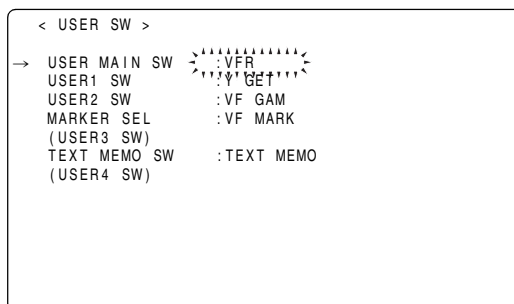 < USER SW >
→ USER MAIN SW :VFR
USER1 SW :Y GET
USER2 SW :VF GAM
MARKER SEL :VF MARK
(USER3 SW)
TEXT MEMO SW :TEXT MEMO
(USER4 SW)